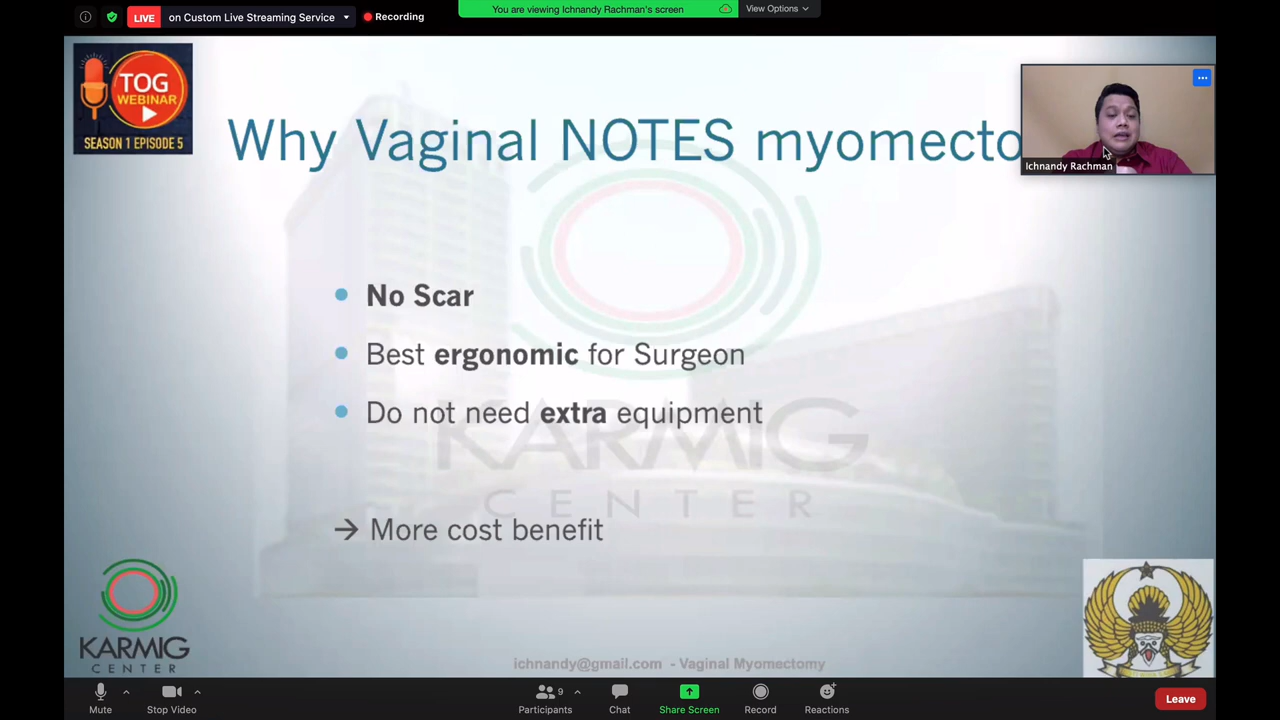 LIVE
on Custom Live Streaming Service
Recording
You are viewing Ichnandy Rachman's screen
View Options
TOG
WEBINAR
SEASON 1 EPISODE 5
Why Vaginal NOTES myomecto
Ichnandy Rachman
No Scar
Best ergonomic for Surgeon
Do not need extra equipment
KARMIG
CENTER
→ More cost benefit
KARMIG
CENTER
ichnandy@gmail.com - Vaginal Myomectomy
Mute
Stop Video
9
Participants
Chat
Share Screen
Record
Reactions
Leave